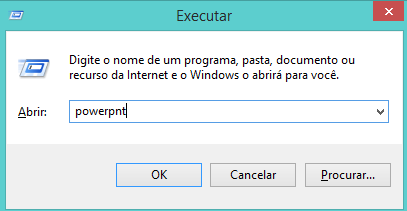 Executar
Digite o nome de um programa, pasta, documento ou
recurso da Internet e o Windows o abrirá para você.
Abrir: powerpnt
OK Cancelar Procurar...